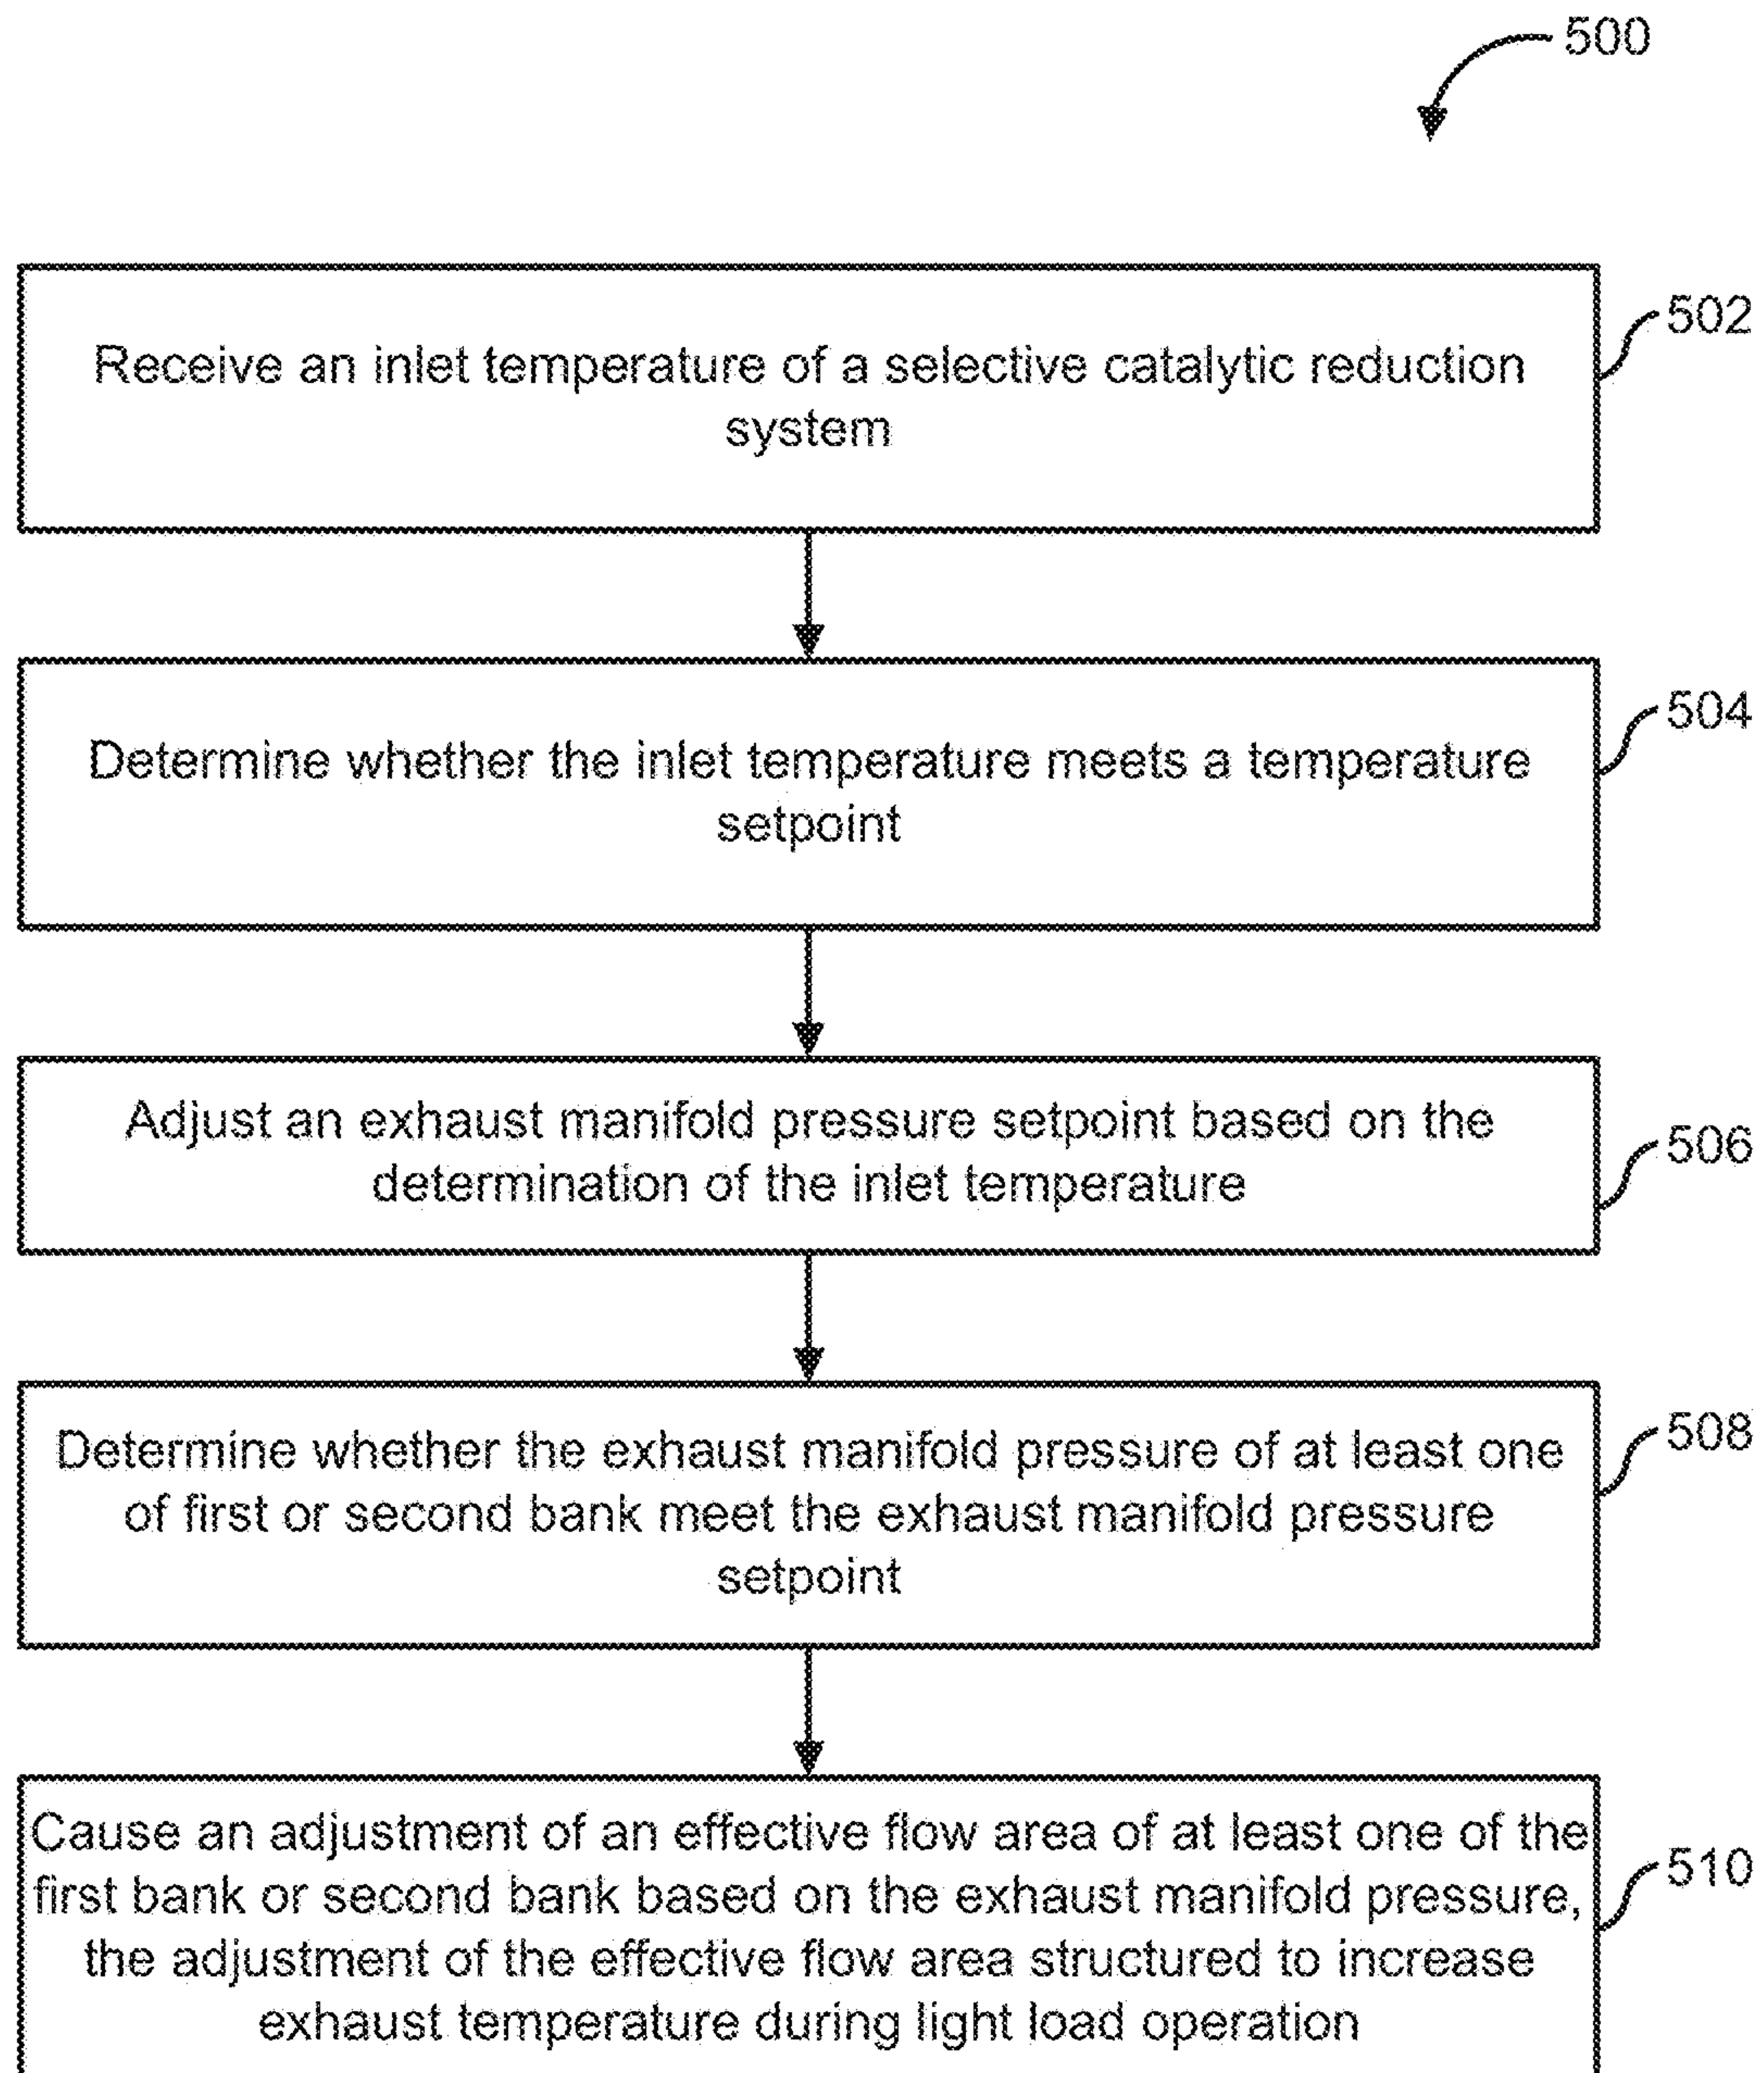 500
Receive an inlet temperature of a selective catalytic reduction
system
502
Determine whether the inlet temperature meets a temperature
setpoint
504
Adjust an exhaust manifold pressure setpoint based on the
determination of the inlet temperature
506
Determine whether the exhaust manifold pressure of at least one
of first or second bank meet the exhaust manifold pressure
setpoint
508
Cause an adjustment of an effective flow area of at least one of the
first bank or second bank based on the exhaust manifold pressure,
the adjustment of the effective flow area structured to increase
exhaust temperature during light load operation
510